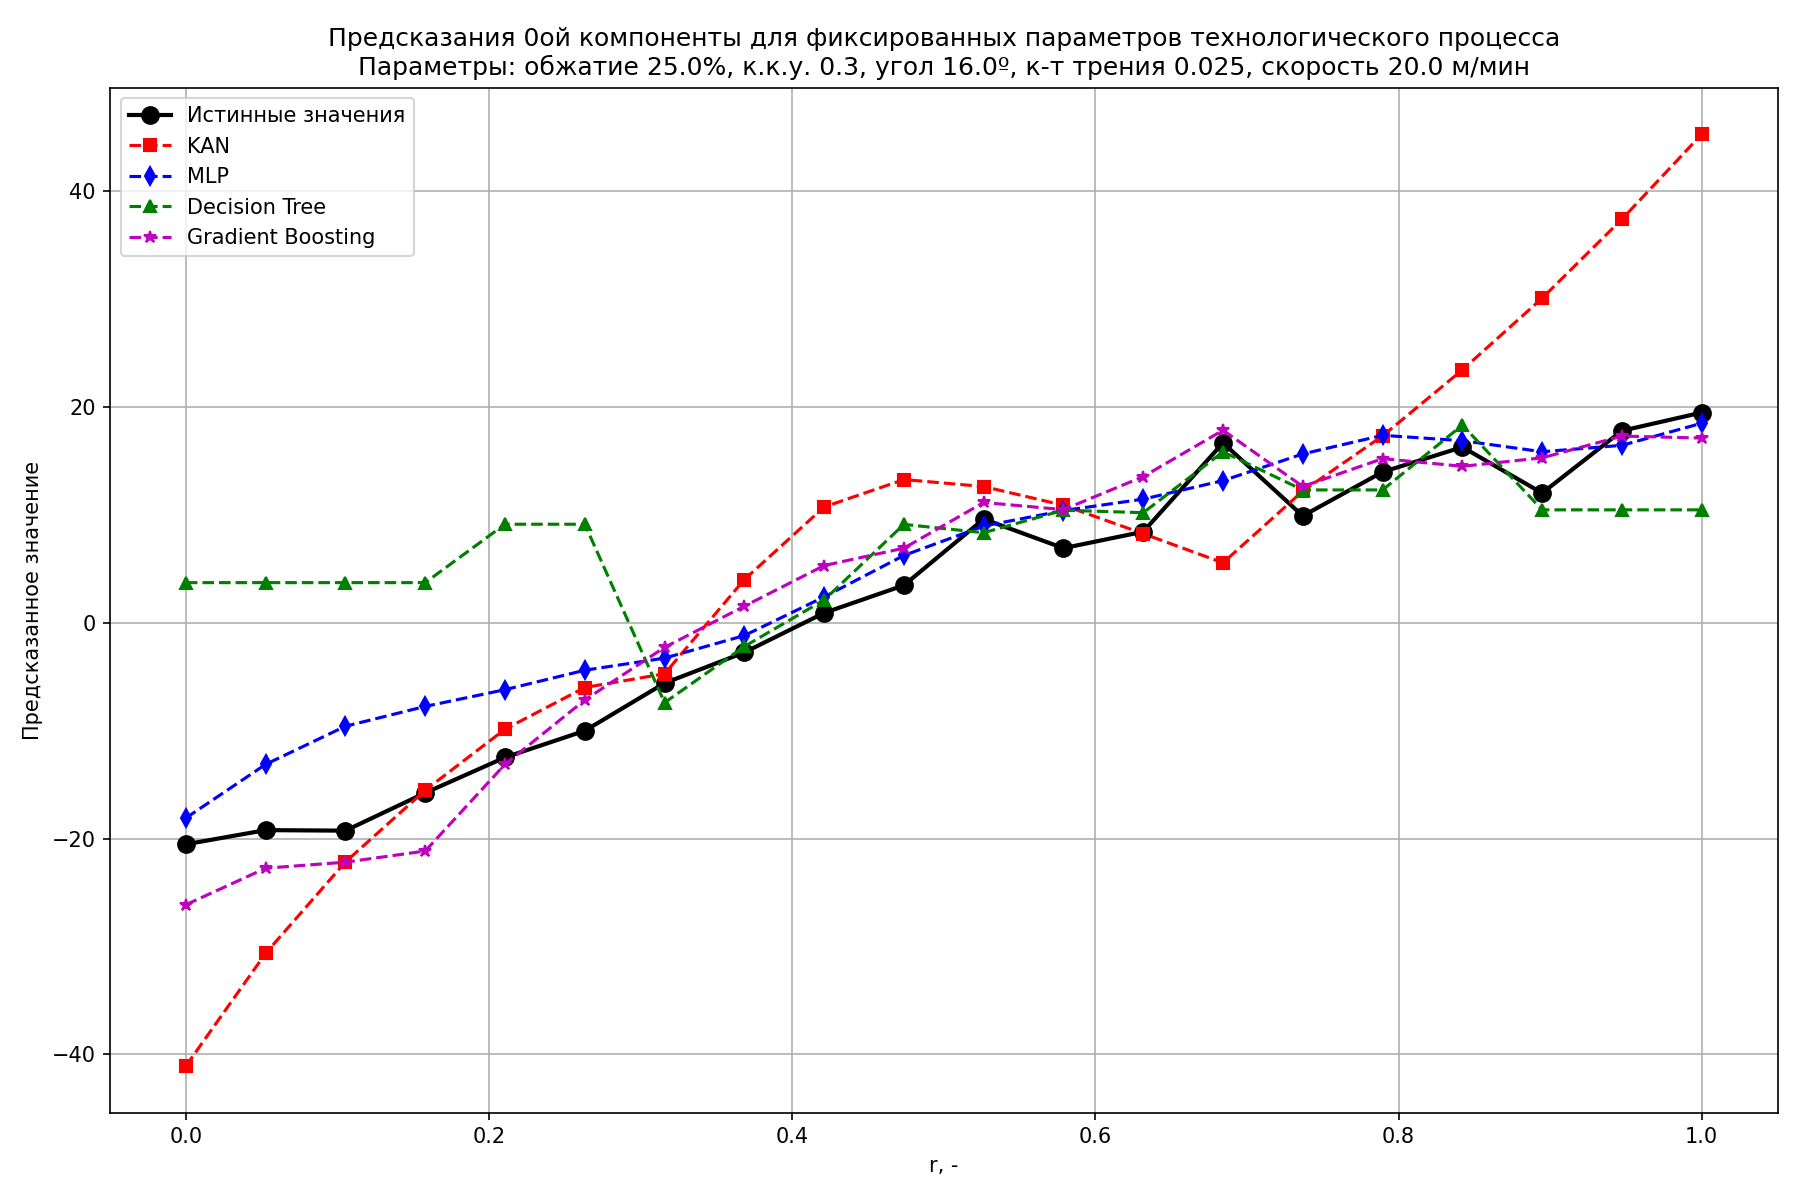 Предсказания 0ой компоненты для фиксированных параметров технологического процесса
Параметры: обжатие 25.0%, к.к.у. 0.3, угол 16.0º, к-т трения 0.025, скорость 20.0 м/мин
Истинные значения
KAN
MLP
Decision Tree
Gradient Boosting
Предсказанное значение
40
20
0
−20
−40
0.0
0.2
0.4
0.6
0.8
1.0
r, -